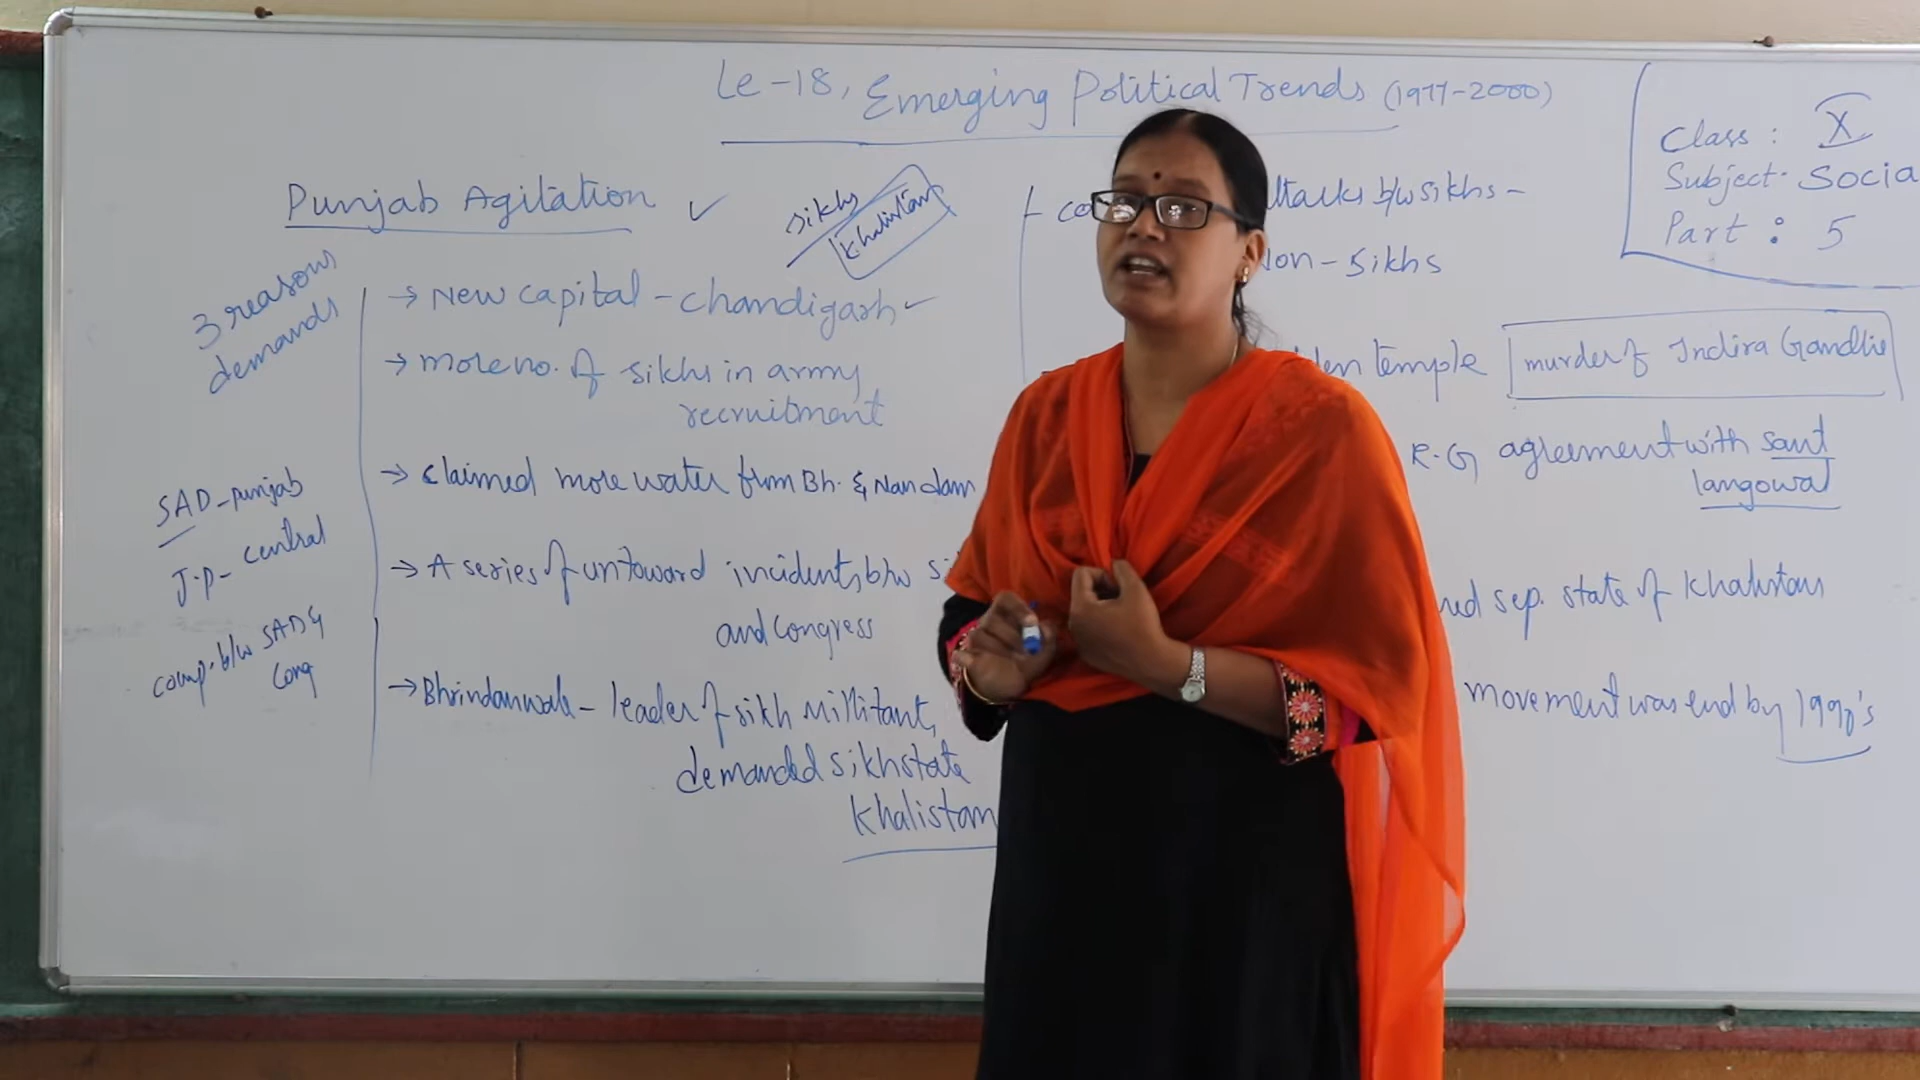 Le-18, Emerging Political Trends (1977-2000)
Class : X
Subject - Socia
Part : 5
Punjab Agitation ✓
sikhs
Khalistan
3 reasons
demands
→ New capital - chandigarh ✓
→ more no. of sikhs in army
recruitment
→ claimed more water from Bh. & Nan dam
→ A series of untoward incidents b/w si
and congress
→ Bhrindanwale - leader of sikh millitant,
demanded sikh state
Khalistan
SAD - punjab
J.P - central
comp. b/w SAD &
cong
attacks b/w sikhs -
non - sikhs
den temple murder of Indira Gandhi
R.G agreement with sant
langowal
red sep. state of Khalistan
movement was end by 1990's